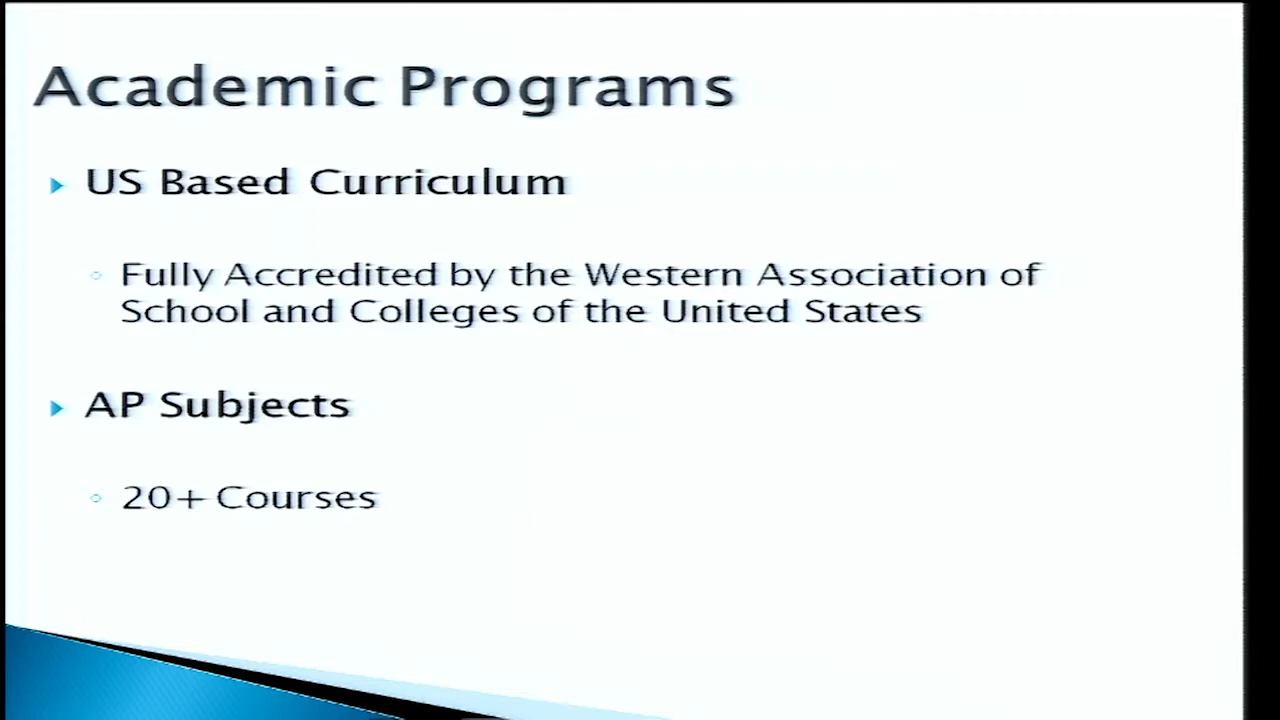 Academic Programs
US Based Curriculum
Fully Accredited by the Western Association of
School and Colleges of the United States
AP Subjects
20+ Courses